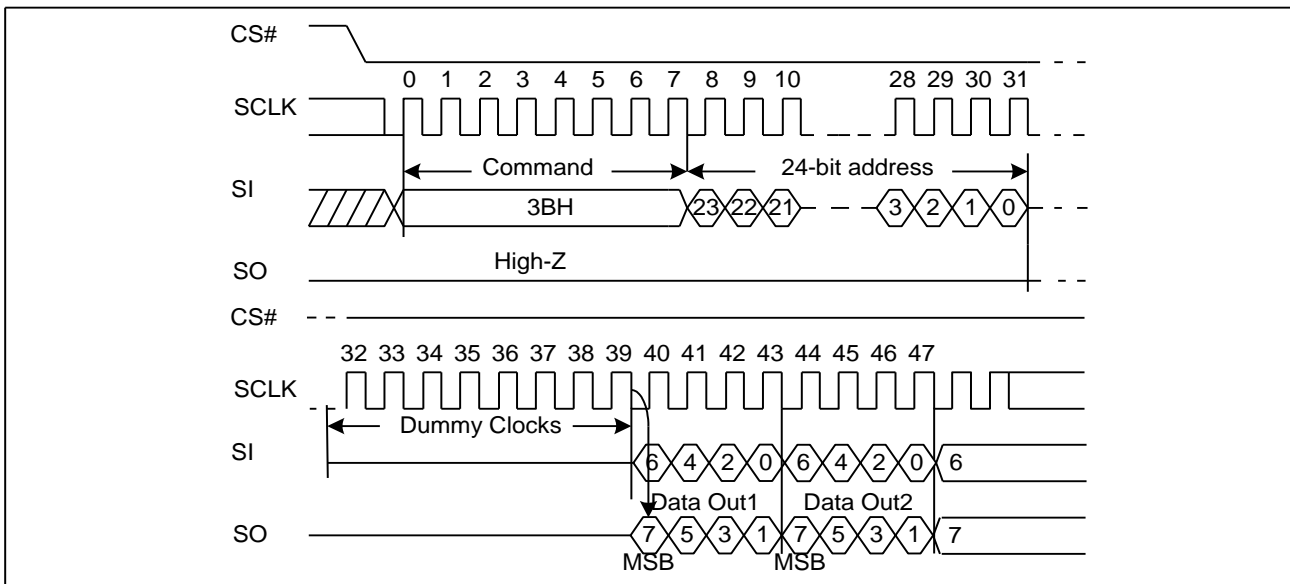 CS#
0 1 2 3 4 5 6 7 8 9 10 28 29 30 31
SCLK
Command 24-bit address
SI
3BH 23 22 21 3 2 1 0
High-Z
SO
CS#
32 33 34 35 36 37 38 39 40 41 42 43 44 45 46 47
SCLK
Dummy Clocks
SI
6 4 2 0 6 4 2 0 6
Data Out1 Data Out2
SO
7 5 3 1 7 5 3 1 7
MSB MSB